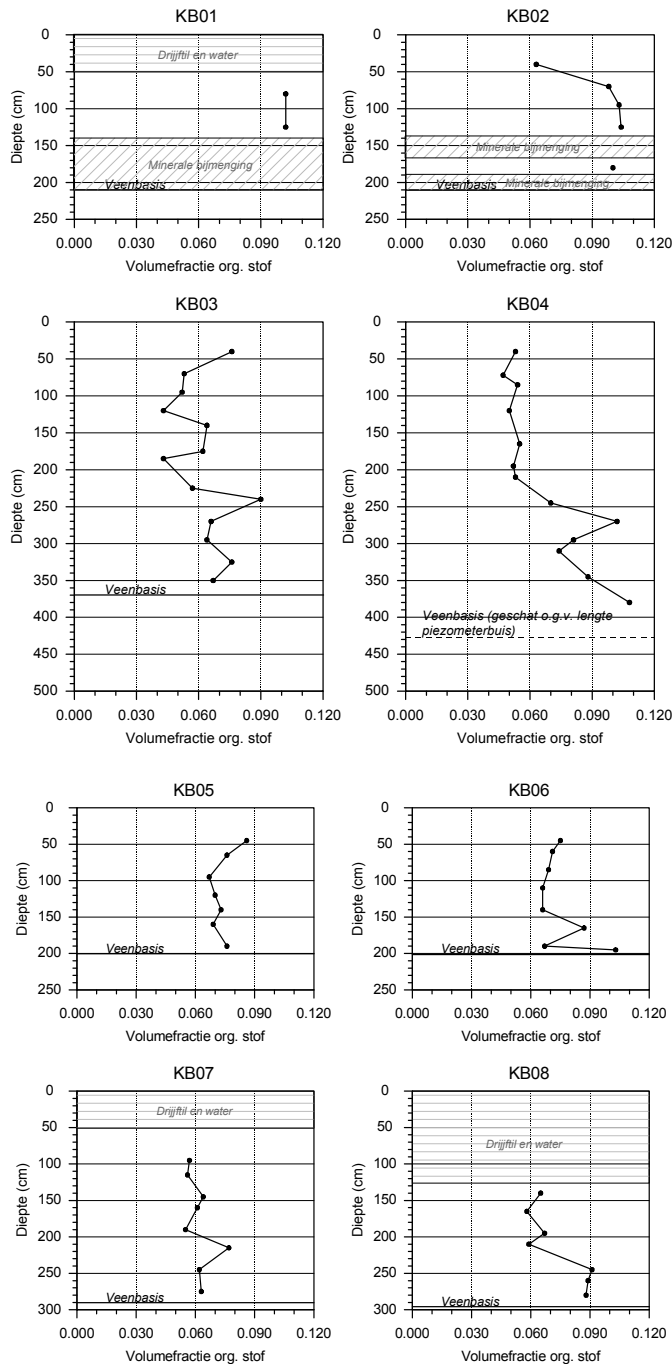 KB01
KB02
0
50
100
150
200
250
Diepte (cm)
Drijftil en water
Minerale bijmenging
Veenbasis
0.000 0.030 0.060 0.090 0.120
Volumefractie org. stof
0
50
100
150
200
250
Diepte (cm)
Minerale bijmenging
Veenbasis
Minerale bijmenging
0.000 0.030 0.060 0.090 0.120
Volumefractie org. stof
KB03
KB04
0
50
100
150
200
250
300
350
400
450
500
Diepte (cm)
Veenbasis
0.000 0.030 0.060 0.090 0.120
Volumefractie org. stof
0
50
100
150
200
250
300
350
400
450
500
Diepte (cm)
Veenbasis (geschat o.g.v. lengte
piezometerbuis)
0.000 0.030 0.060 0.090 0.120
Volumefractie org. stof
KB05
KB06
0
50
100
150
200
250
Diepte (cm)
Veenbasis
0.000 0.030 0.060 0.090 0.120
Volumefractie org. stof
0
50
100
150
200
250
Diepte (cm)
Veenbasis
0.000 0.030 0.060 0.090 0.120
Volumefractie org. stof
KB07
KB08
0
50
100
150
200
250
300
Diepte (cm)
Drijftil en water
Veenbasis
0.000 0.030 0.060 0.090 0.120
Volumefractie org. stof
0
50
100
150
200
250
300
Diepte (cm)
Drijftil en water
Veenbasis
0.000 0.030 0.060 0.090 0.120
Volumefractie org. stof